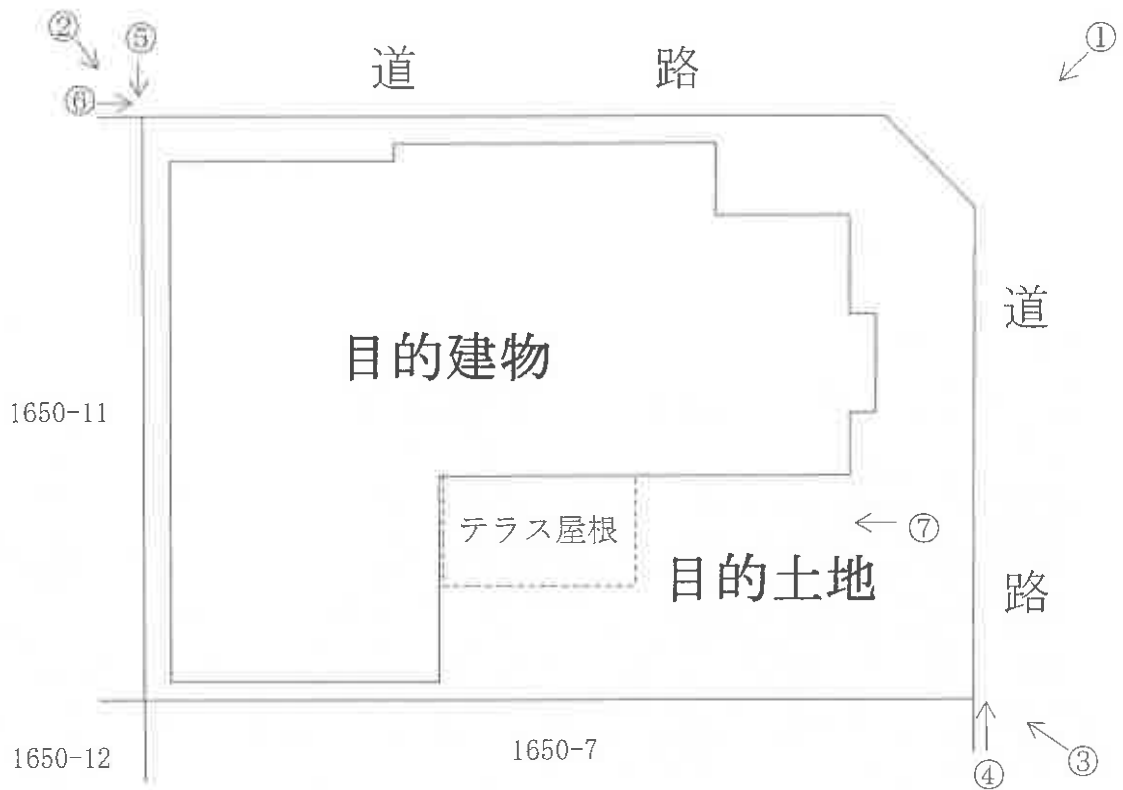 ②
⑤
①
道 路
⑥
道
目的建物
1650-11
テラス屋根
⑦
目的土地
路
1650-7
1650-12
④
③